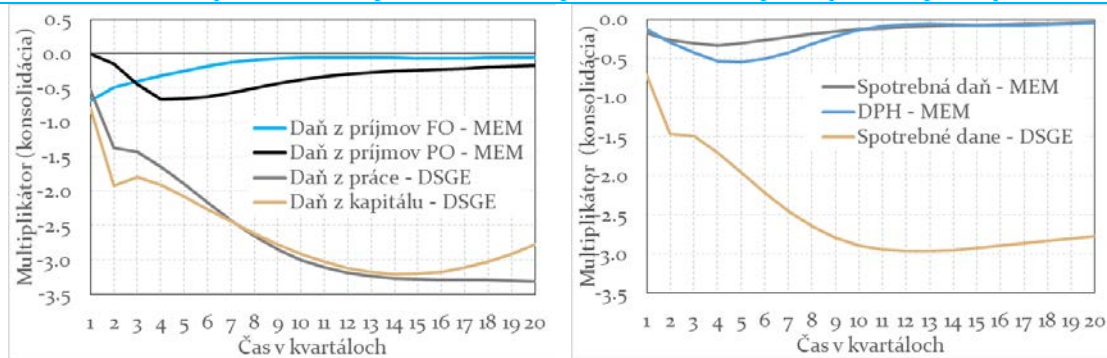 Multiplikátor (konsolidácia)
0.5
0.0
-0.5
-1.0
-1.5
-2.0
-2.5
-3.0
-3.5
Daň z príjmov FO - MEM
Daň z príjmov PO - MEM
Daň z práce - DSGE
Daň z kapitálu - DSGE
1 2 3 4 5 6 7 8 9 10 11 12 13 14 15 16 17 18 19 20
Čas v kvartáloch
Multiplikátor (konsolidácia)
0.0
-0.5
-1.0
-1.5
-2.0
-2.5
-3.0
-3.5
Spotrebná daň - MEM
DPH - MEM
Spotrebné dane - DSGE
1 2 3 4 5 6 7 8 9 10 11 12 13 14 15 16 17 18 19 20
Čas v kvartáloch